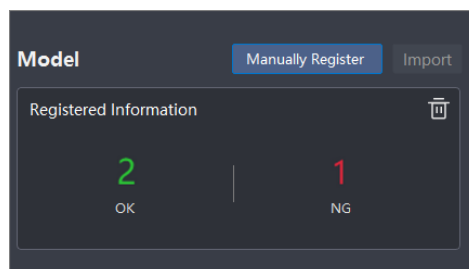 Model Manually Register Import
Registered Information
2 1
OK NG